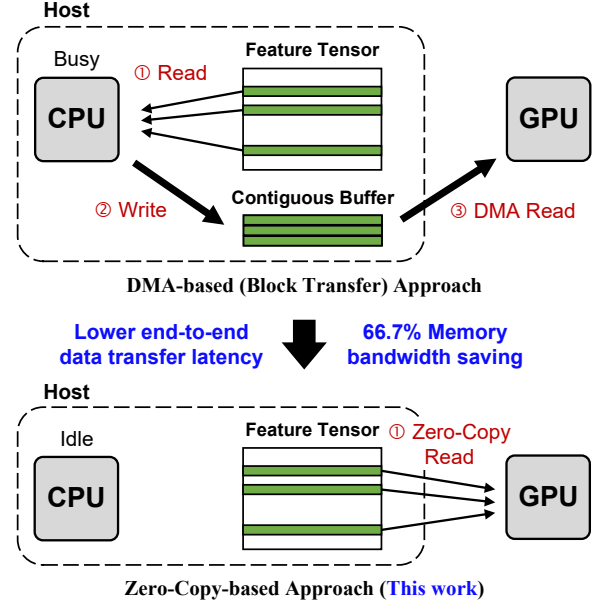 Host
Feature Tensor
Busy
① Read
CPU
GPU
② Write
Contiguous Buffer
③ DMA Read
DMA-based (Block Transfer) Approach
Lower end-to-end
data transfer latency
66.7% Memory
bandwidth saving
Host
Idle
Feature Tensor
① Zero-Copy
Read
CPU
GPU
Zero-Copy-based Approach (This work)